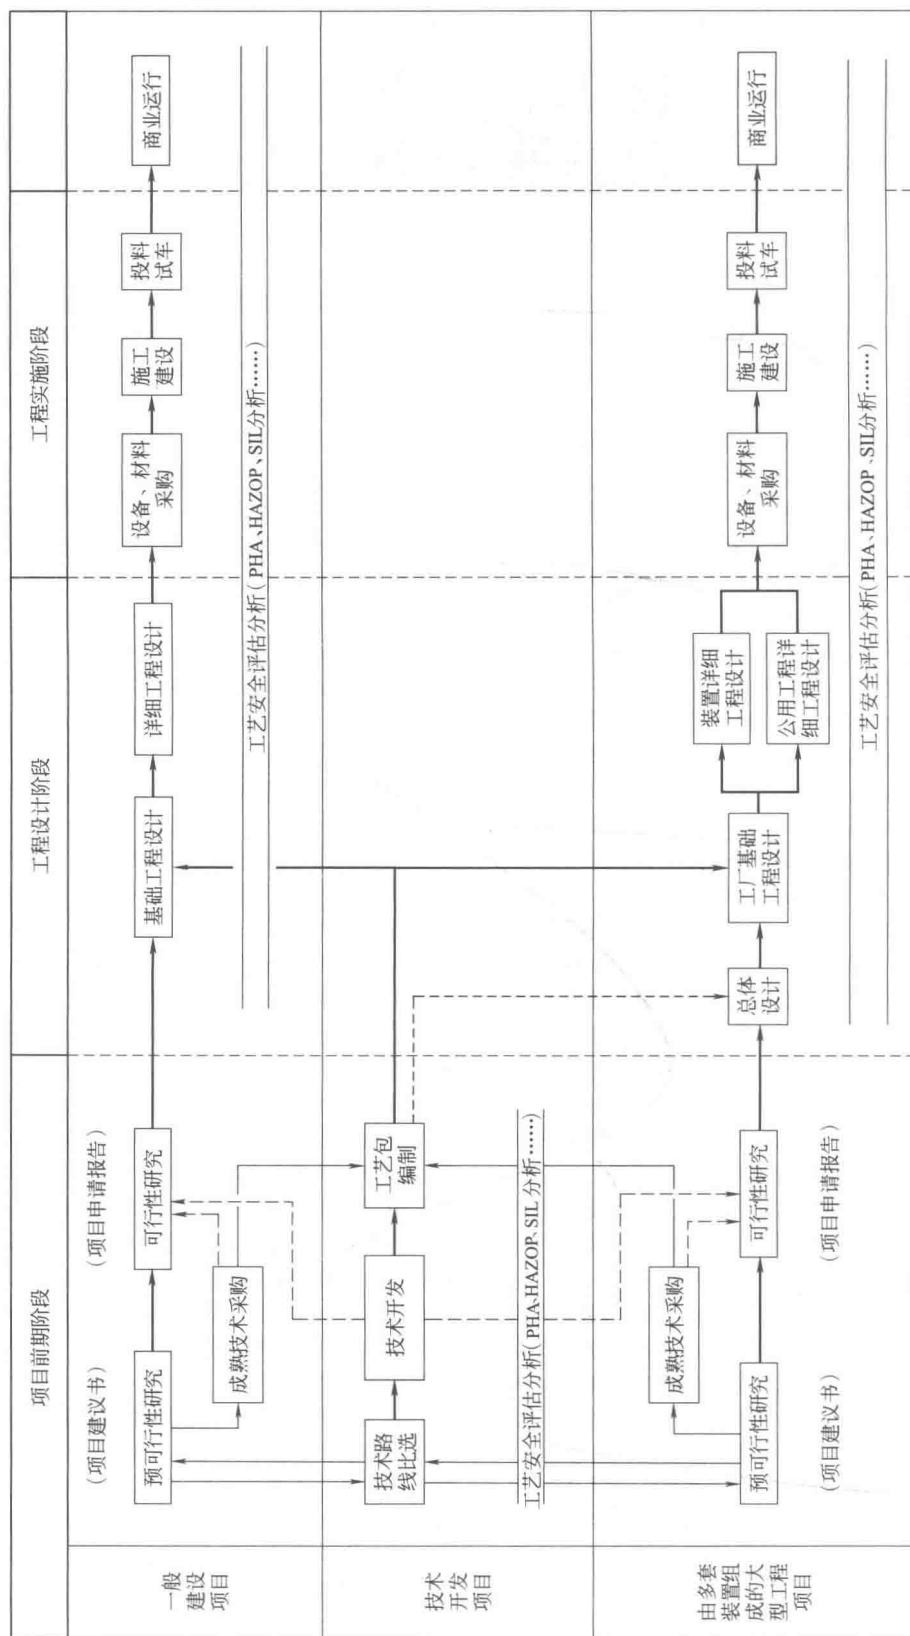 项目前期阶段
工程设计阶段
工程实施阶段
一般
建设
项目
(项目建议书)
预可行性研究
成熟技术采购
(项目申请报告)
可行性研究
基础工程设计
详细工程设计
设备、材料
采购
施工
建设
投料
试车
商业运行
工艺安全评估分析(PHA、HAZOP、SIL分析……)
技术
开发
项目
技术路
线比选
技术开发
工艺包
编制
工艺安全评估分析(PHA、HAZOP、SIL分析……)
由多套
装置组
成的大
型工程
项目
成熟技术采购
预可行性研究
(项目建议书)
可行性研究
(项目申请报告)
总体
设计
工厂基础
工程设计
装置详细
工程设计
公用工程详
细工程设计
设备、材料
采购
施工
建设
投料
试车
商业运行
工艺安全评估分析(PHA、HAZOP、SIL分析……)